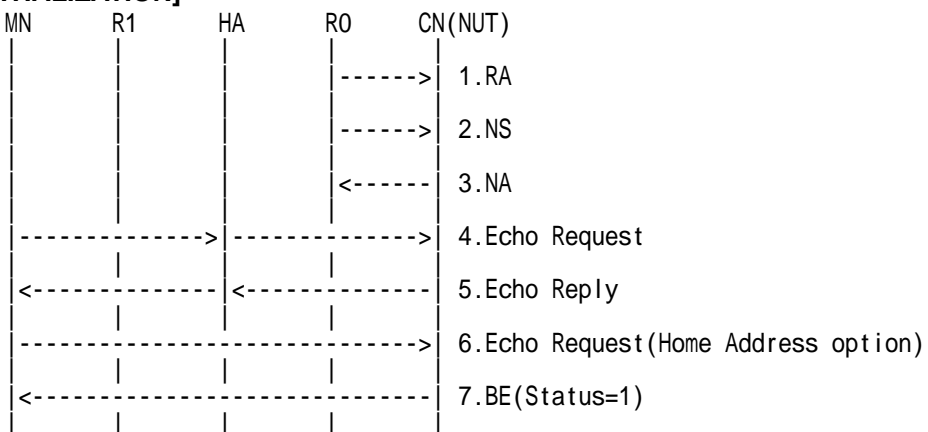 MN R1 HA R0 CN(NUT)
1.RA
2.NS
3.NA
4.Echo Request
5.Echo Reply
6.Echo Request(Home Address option)
7.BE(Status=1)